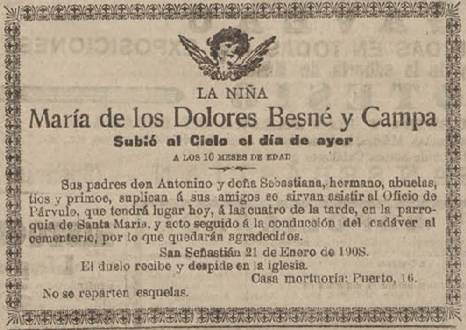 LA NIÑA
María de los Dolores Besné y Campa
Subió al Cielo el día de ayer
A LOS 10 MESES DE EDAD
Sus padres don Antonino y doña Sebastiana, hermano, abuelas,
tíos y primos, suplican á sus amigos se sirvan asistir al Oficio de
Párvulo, que tendrá lugar hoy, á las cuatro de la tarde, en la parro-
quia de Santa María, y acto seguido á la conducción del cadáver al
cementerio, por lo que quedarán agradecidos.
San Sebastián 21 de Enero de 1908.
El duelo recibe y despide en la iglesia.
Casa mortuoria: Puerto, 16.
No se reparten esquelas.